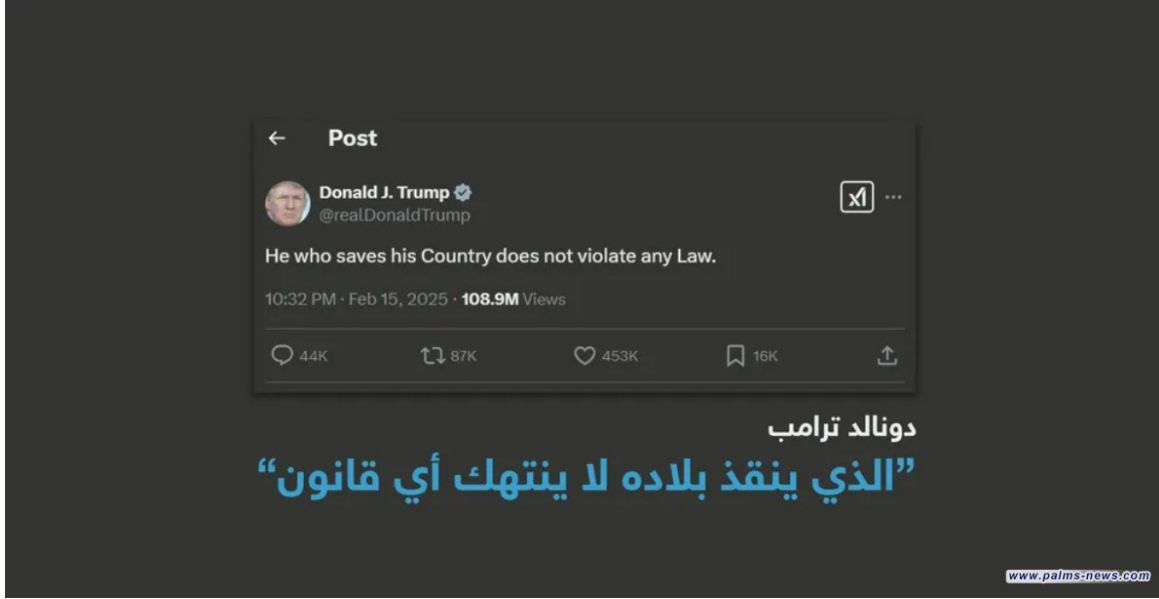 ← Post
Donald J. Trump
@realDonaldTrump
He who saves his Country does not violate any Law.
10:32 PM · Feb 15, 2025 · 108.9M Views
44K 87K 453K 16K
دونالد ترامب
”الذي ينقذ بلاده لا ينتهك أي قانون“
www.palms-news.com